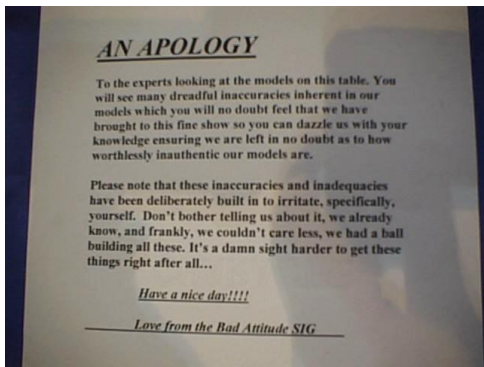 AN APOLOGY
To the experts looking at the models on this table. You
will see many dreadful inaccuracies inherent in our
models which you will no doubt feel that we have
brought to this fine show so you can dazzle us with your
knowledge ensuring we are left in no doubt as to how
worthlessly inauthentic our models are.
Please note that these inaccuracies and inadequacies
have been deliberately built in to irritate, specifically,
yourself. Don't bother telling us about it, we already
know, and frankly, we couldn't care less, we had a ball
building all these. It's a damn sight harder to get these
things right after all...
Have a nice day!!!!
Love from the Bad Attitude SIG